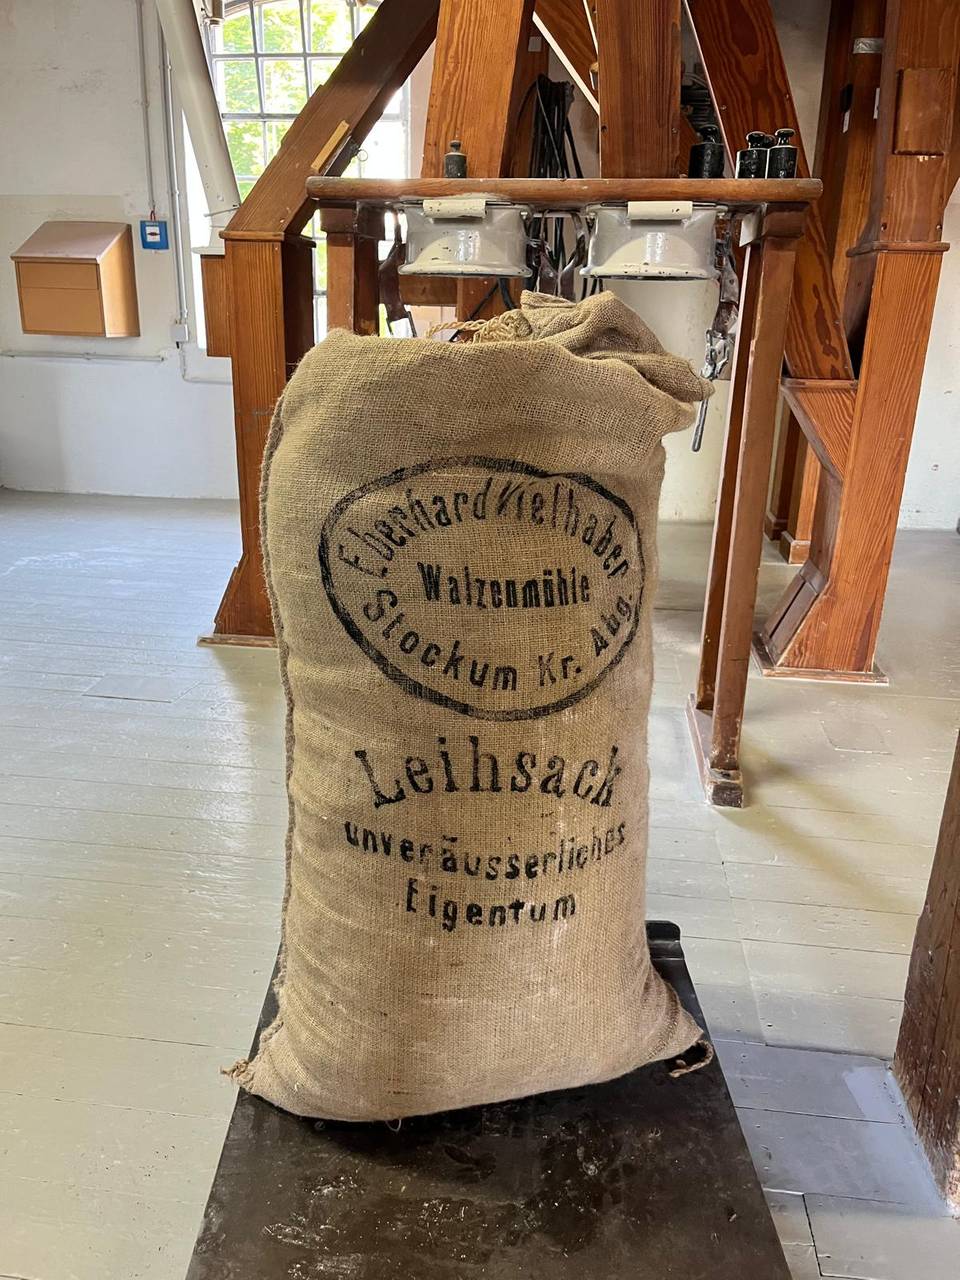 Eberhard Vielhaber
Walzenmühle
Stockum Kr. Abg.
Leihsack
unveräusserliches
Eigentum